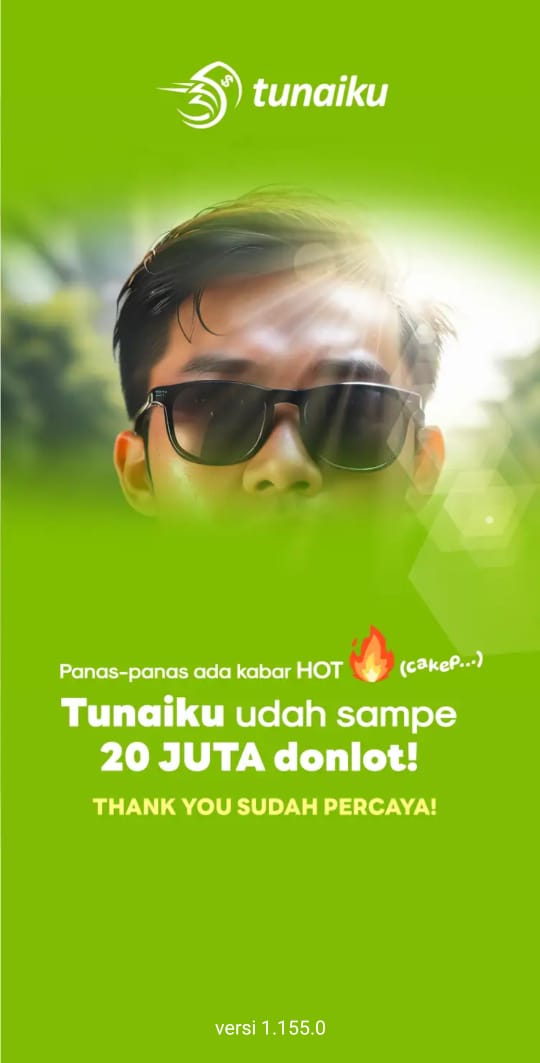 tunaiku
Panas-panas ada kabar HOT (cakep...)
Tunaiku udah sampe
20 JUTA donlot!
THANK YOU SUDAH PERCAYA!
versi 1.155.0